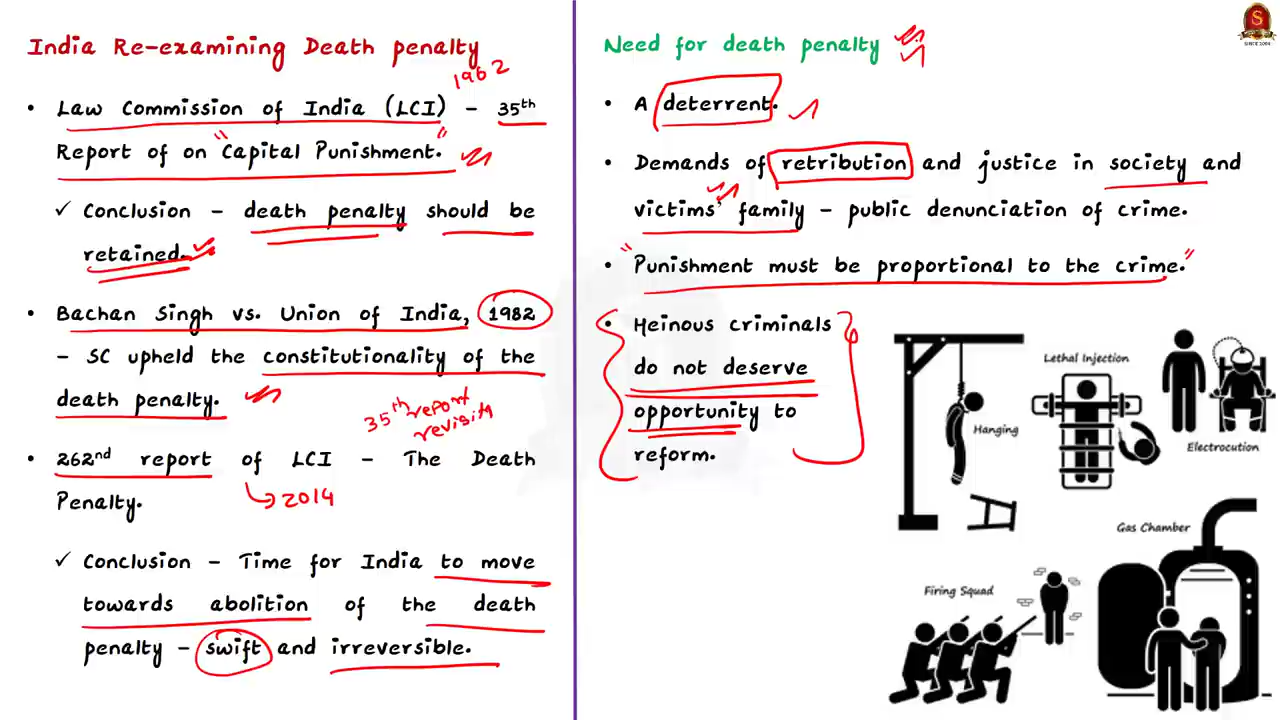 India Re-examining Death penalty
1962
• Law Commission of India (LCI) - 35th
Report of on "Capital Punishment."
✓ Conclusion - death penalty should be
retained.
• Bachan Singh vs. Union of India, 1982
- SC upheld the constitutionality of the
death penalty.
35th report
revisit
• 262nd report of LCI - The Death
Penalty.
2014
✓ Conclusion - Time for India to move
towards abolition of the death
penalty - swift and irreversible.
Need for death penalty
• A deterrent.
• Demands of retribution and justice in society and
victims' family - public denunciation of crime.
• "Punishment must be proportional to the crime."
• Heinous criminals
do not deserve
opportunity to
reform.
Hanging
Lethal Injection
Electrocution
Gas Chamber
Firing Squad
S
SINCE 2004